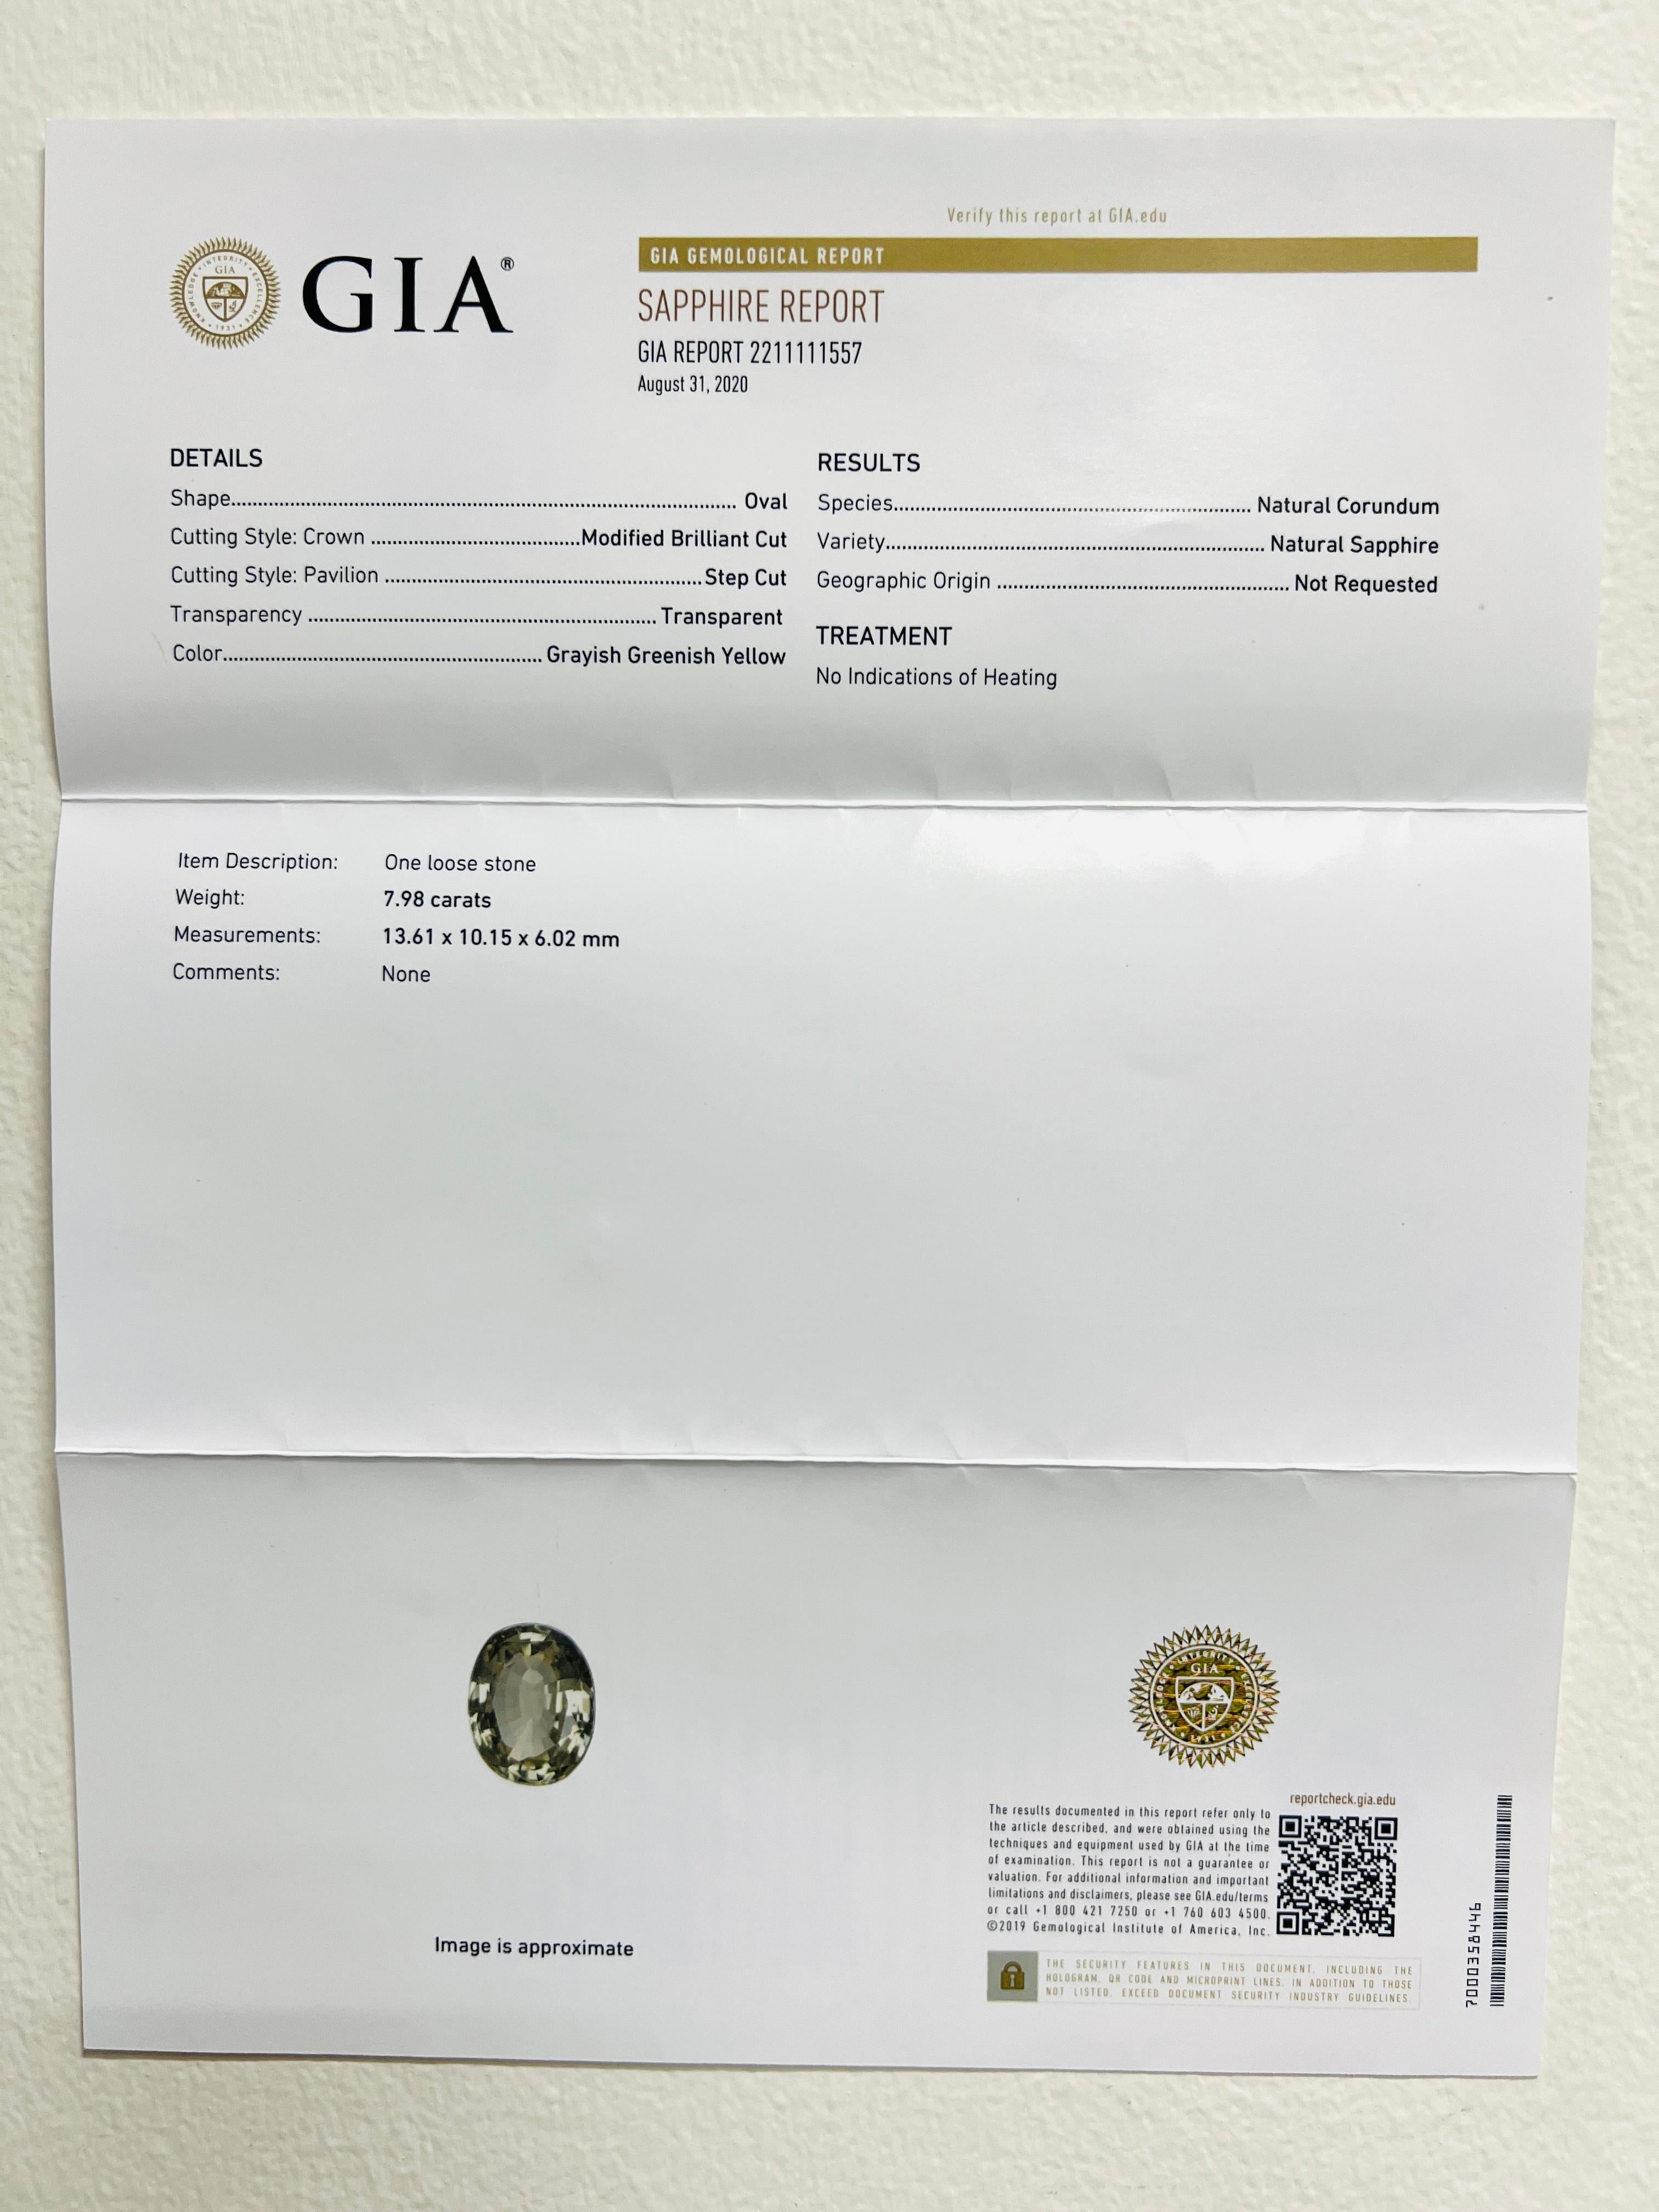 Verify this report at GIA.edu
GIA®
GIA GEMOLOGICAL REPORT
SAPPHIRE REPORT
GIA REPORT 2211111557
August 31, 2020
DETAILS
Shape.......... Oval
Cutting Style: Crown ..........Modified Brilliant Cut
Cutting Style: Pavilion .......... Step Cut
Transparency .......... Transparent
Color.......... Grayish Greenish Yellow
RESULTS
Species.......... Natural Corundum
Variety.......... Natural Sapphire
Geographic Origin .......... Not Requested
TREATMENT
No Indications of Heating
Item Description: One loose stone
Weight: 7.98 carats
Measurements: 13.61 x 10.15 x 6.02 mm
Comments: None
Image is approximate
GIA
reportcheck.gia.edu
The results documented in this report refer only to
the article described, and were obtained using the
techniques and equipment used by GIA at the time
of examination. This report is not a guarantee or
valuation. For additional information and important
limitations and disclaimers, please see GIA.edu/terms
or call +1 800 421 7250 or +1 760 603 4500.
©2019 Gemological Institute of America, Inc.
THE SECURITY FEATURES IN THIS DOCUMENT, INCLUDING THE
HOLOGRAM, QR CODE AND MICROPRINT LINES, IN ADDITION TO THOSE
NOT LISTED, EXCEED DOCUMENT SECURITY INDUSTRY GUIDELINES.
7000358446